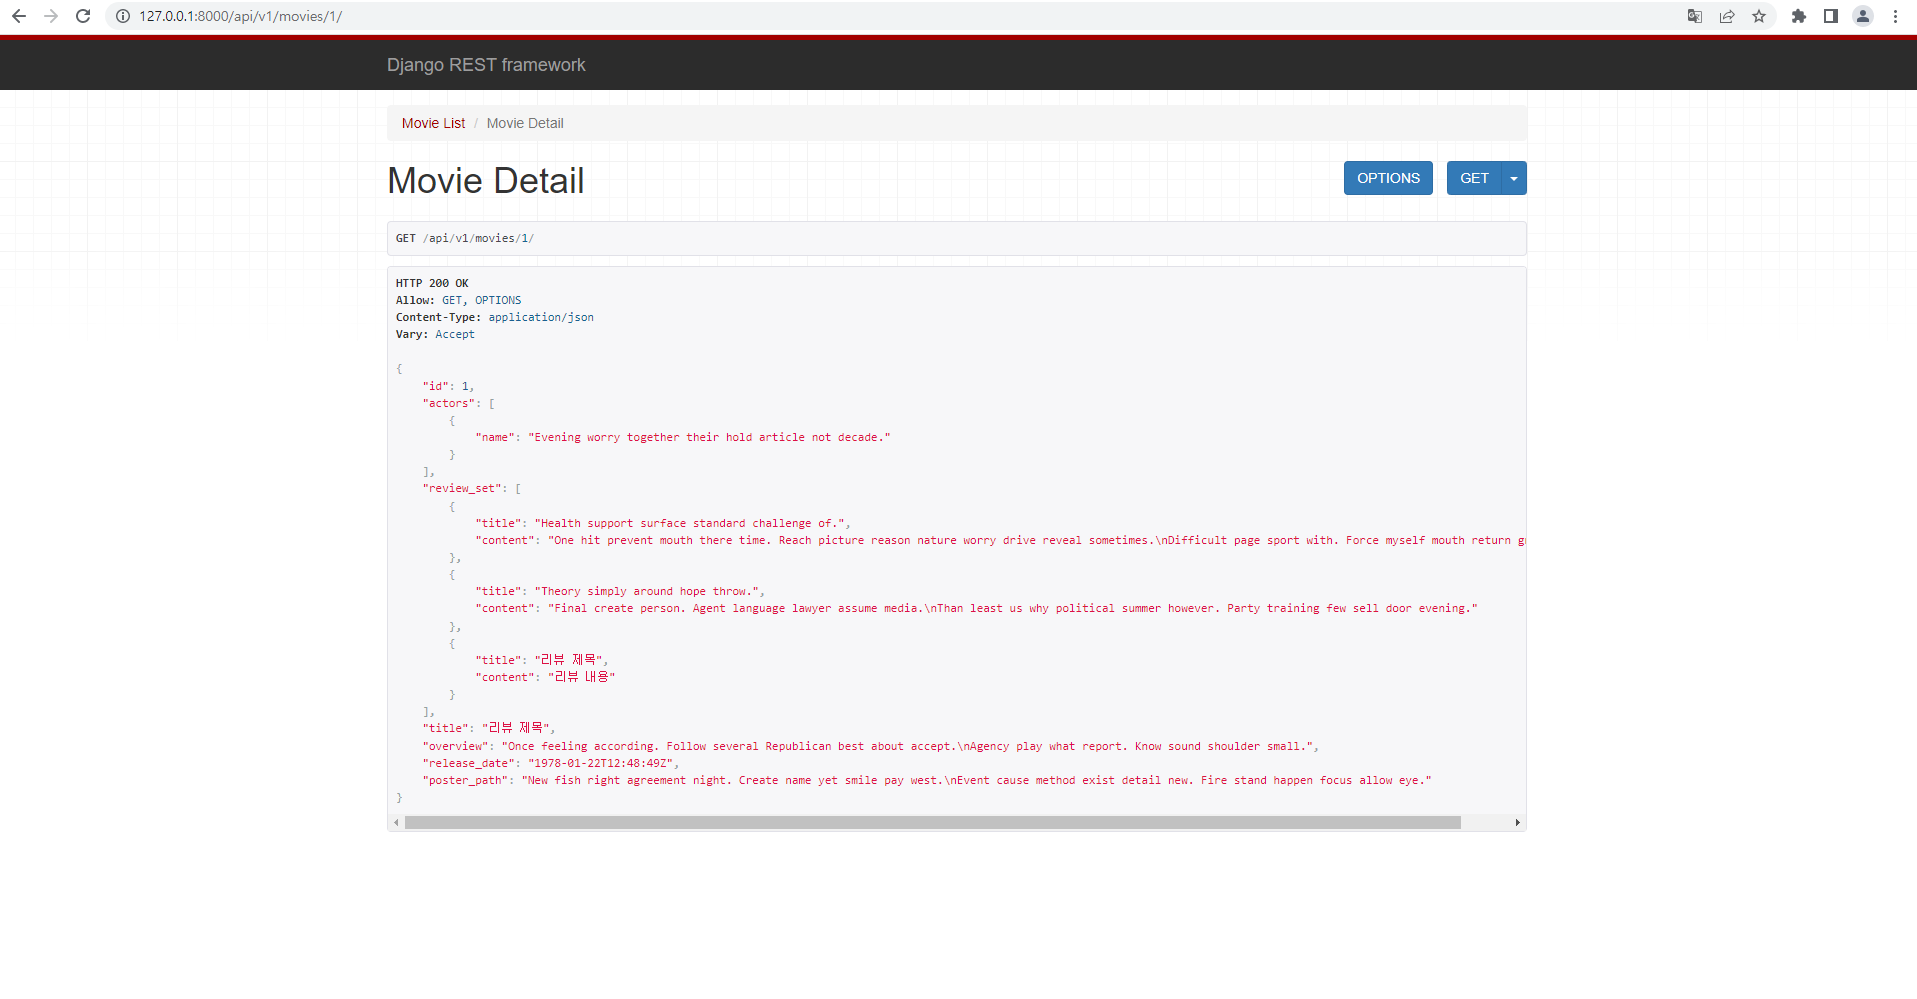 127.0.0.1:8000/api/v1/movies/1/
Django REST framework
Movie List / Movie Detail
Movie Detail
OPTIONS GET
GET /api/v1/movies/1/
HTTP 200 OK
Allow: GET, OPTIONS
Content-Type: application/json
Vary: Accept
{
"id": 1,
"actors": [
{
"name": "Evening worry together their hold article not decade."
}
],
"review_set": [
{
"title": "Health support surface standard challenge of.",
"content": "One hit prevent mouth there time. Reach picture reason nature worry drive reveal sometimes.\nDifficult page sport with. Force myself mouth return
},
{
"title": "Theory simply around hope throw.",
"content": "Final create person. Agent language lawyer assume media.\nThan least us why political summer however. Party training few sell door evening."
},
{
"title": "리뷰 제목",
"content": "리뷰 내용"
}
],
"title": "리뷰 제목",
"overview": "Once feeling according. Follow several Republican best about accept.\nAgency play what report. Know sound shoulder small.",
"release_date": "1978-01-22T12:48:49Z",
"poster_path": "New fish right agreement night. Create name yet smile pay west.\nEvent cause method exist detail new. Fire stand happen focus allow eye."
}